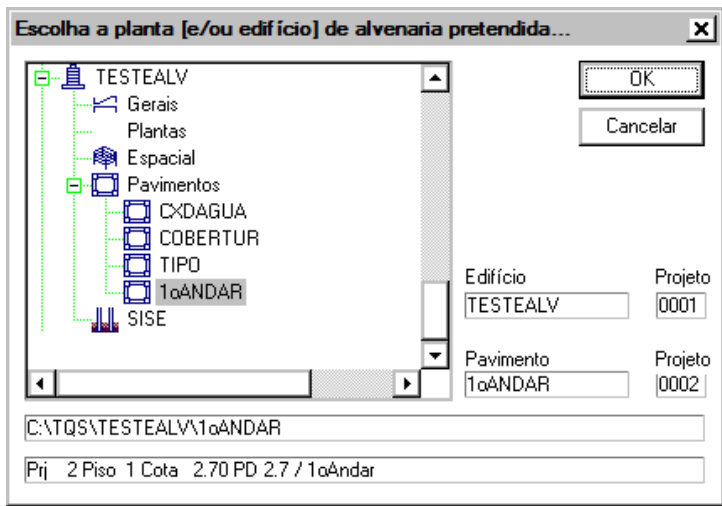 Escolha a planta [e/ou edifício] de alvenaria pretendida...
TESTEALV
Gerais
Plantas
Espacial
Pavimentos
CXDAGUA
COBERTUR
TIPO
1oANDAR
SISE
OK
Cancelar
Edifício Projeto
TESTEALV 0001
Pavimento Projeto
1oANDAR 0002
C:\TQS\TESTEALV\1oANDAR
Prj 2 Piso 1 Cota 2.70 PD 2.7 / 1oAndar